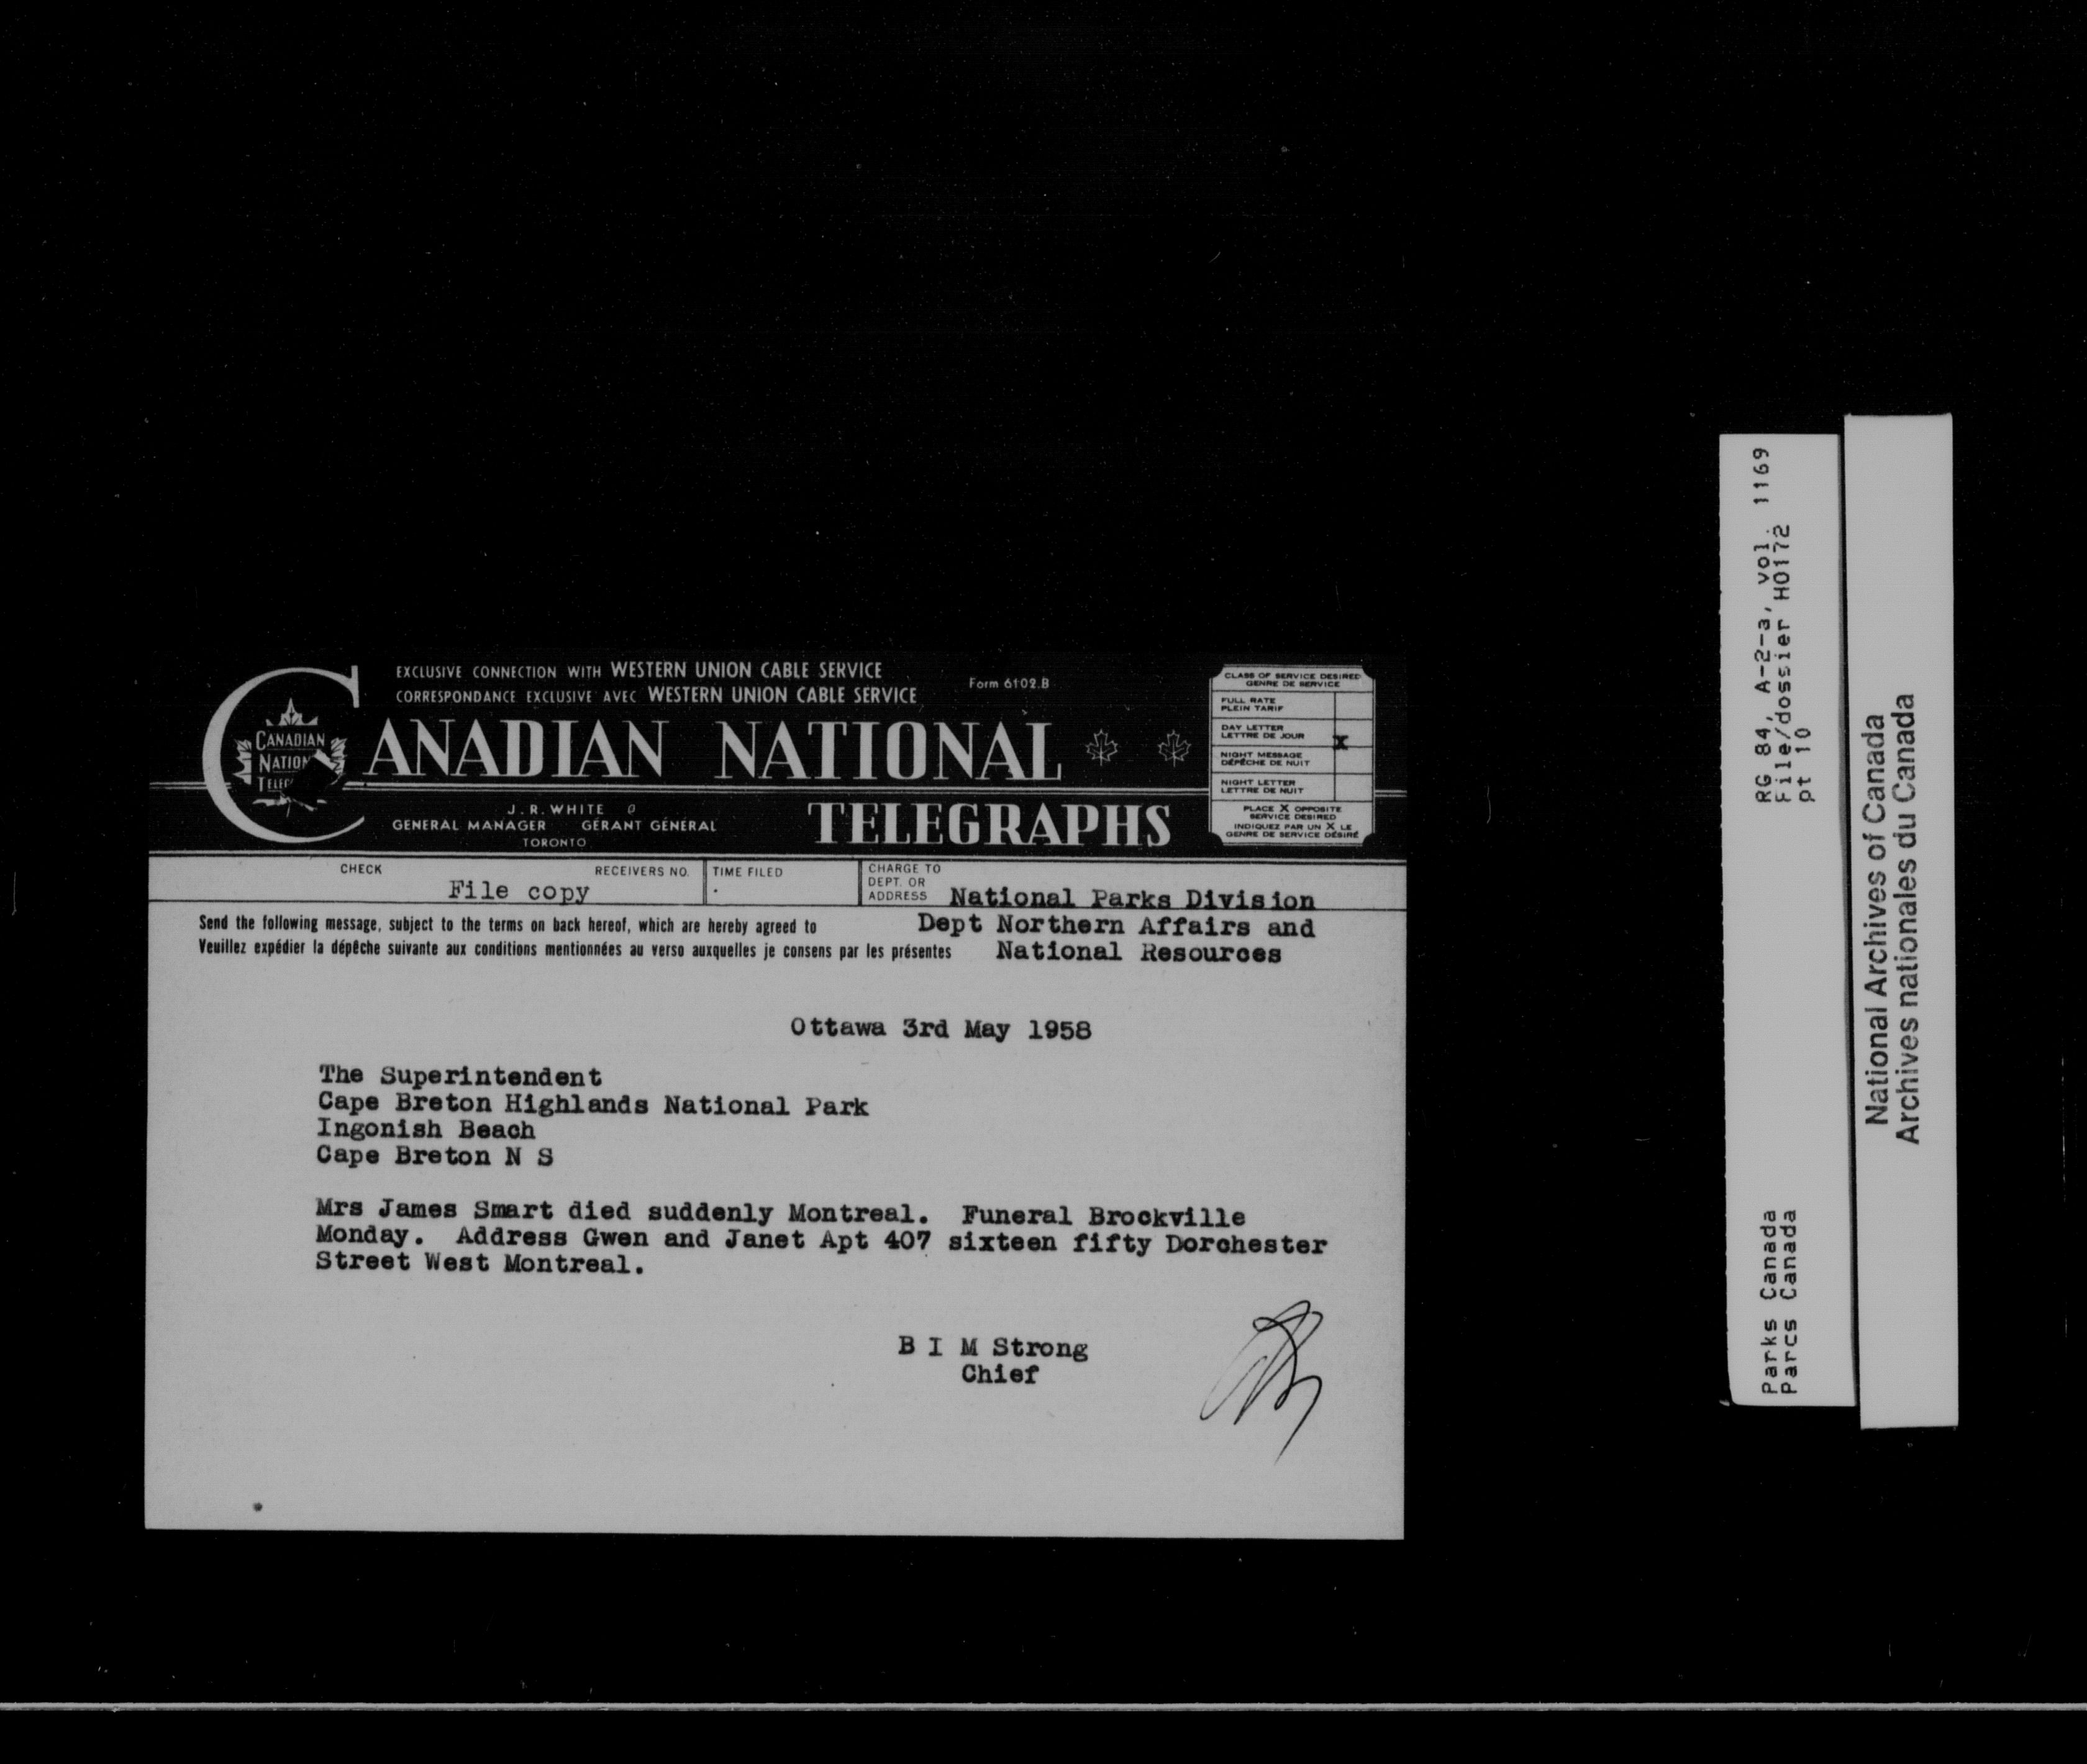 EXCLUSIVE CONNECTION WITH WESTERN UNION CABLE SERVICE
CORRESPONDANCE EXCLUSIVE AVEC WESTERN UNION CABLE SERVICE
Form 6102.B
CANADIAN NATIONAL
TELEGRAPHS
CANADIAN
NATION
TELEG
J. R. WHITE
GENERAL MANAGER GÉRANT GÉNÉRAL
TORONTO
CLASS OF SERVICE DESIRED
GENRE DE SERVICE
FULL RATE
PLEIN TARIF
DAY LETTER
LETTRE DE JOUR
X
NIGHT MESSAGE
DÉPÊCHE DE NUIT
NIGHT LETTER
LETTRE DE NUIT
PLACE X OPPOSITE
SERVICE DESIRED
INDIQUEZ PAR UN X LE
GENRE DE SERVICE DÉSIRÉ
CHECK
File copy
RECEIVERS NO.
TIME FILED
CHARGE TO
DEPT. OR
ADDRESS National Parks Division
Dept Northern Affairs and
National Resources
Send the following message, subject to the terms on back hereof, which are hereby agreed to
Veuillez expédier la dépêche suivante aux conditions mentionnées au verso auxquelles je consens par les présentes
Ottawa 3rd May 1958
The Superintendent
Cape Breton Highlands National Park
Ingonish Beach
Cape Breton N S
Mrs James Smart died suddenly Montreal. Funeral Brockville
Monday. Address Gwen and Janet Apt 407 sixteen fifty Dorchester
Street West Montreal.
B I M Strong
Chief
RG 84, A-2-a, vol. 1169
File/dossier H0172
pt 10
Parks Canada
Parcs Canada
National Archives of Canada
Archives nationales du Canada